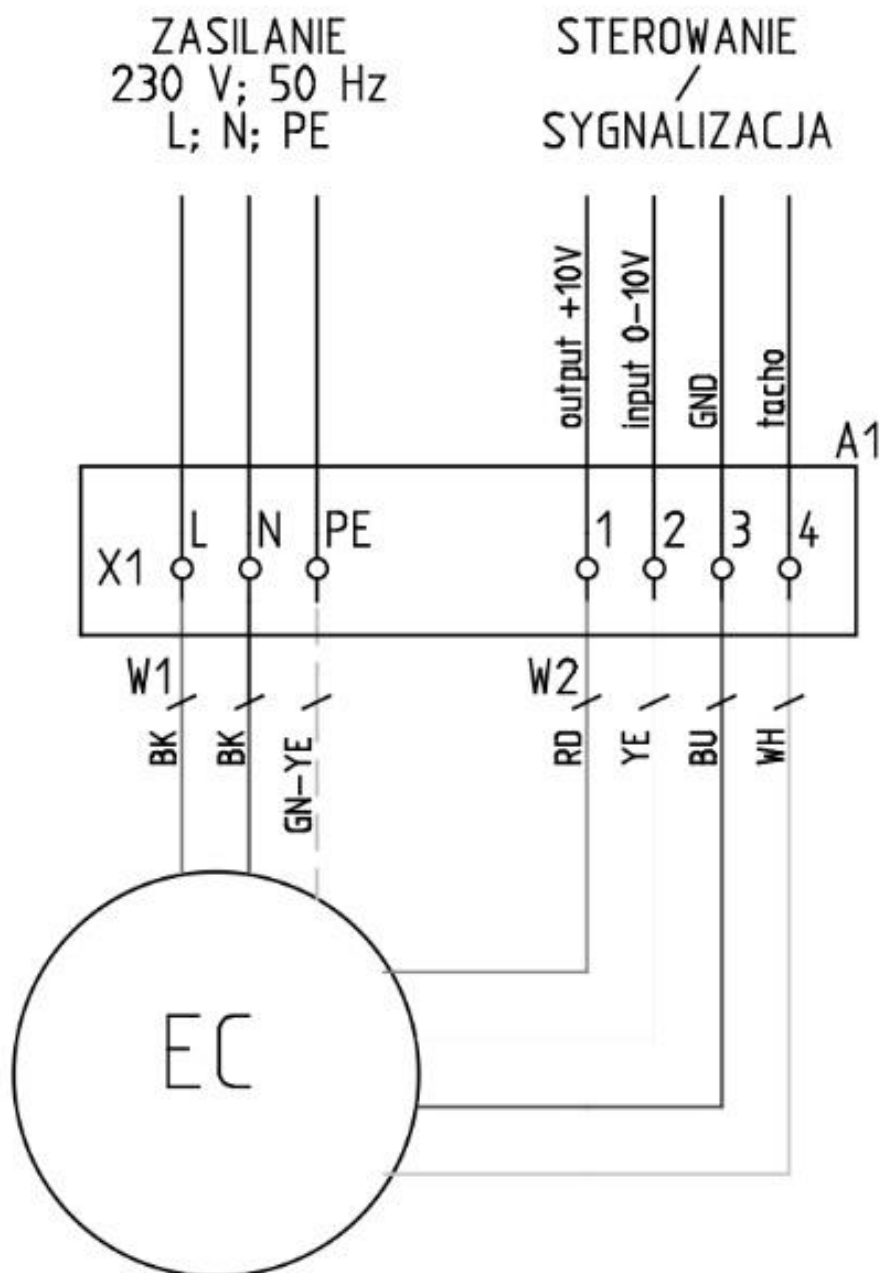 ZASILANIE
230 V; 50 Hz
L; N; PE
STEROWANIE
/
SYGNALIZACJA
output +10V
input 0-10V
GND
tacho
A1
X1
L
N
PE
1
2
3
4
W1
BK
BK
GN-YE
W2
RD
YE
BU
WH
EC